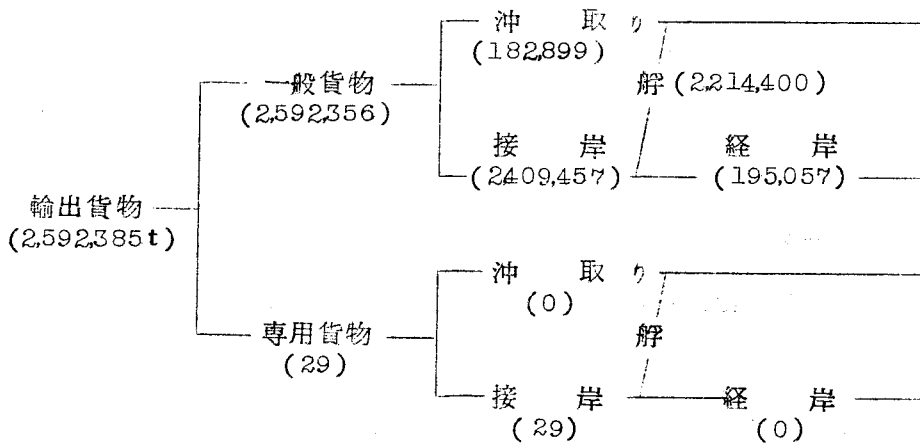 沖取り
(182,899)
一般貨物
(2,592,356)
艀(2,214,400)
接岸
(2,409,457)
経岸
(195,057)
輸出貨物
(2,592,385t)
沖取り
(0)
専用貨物
(29)
艀
接岸
(29)
経岸
(0)